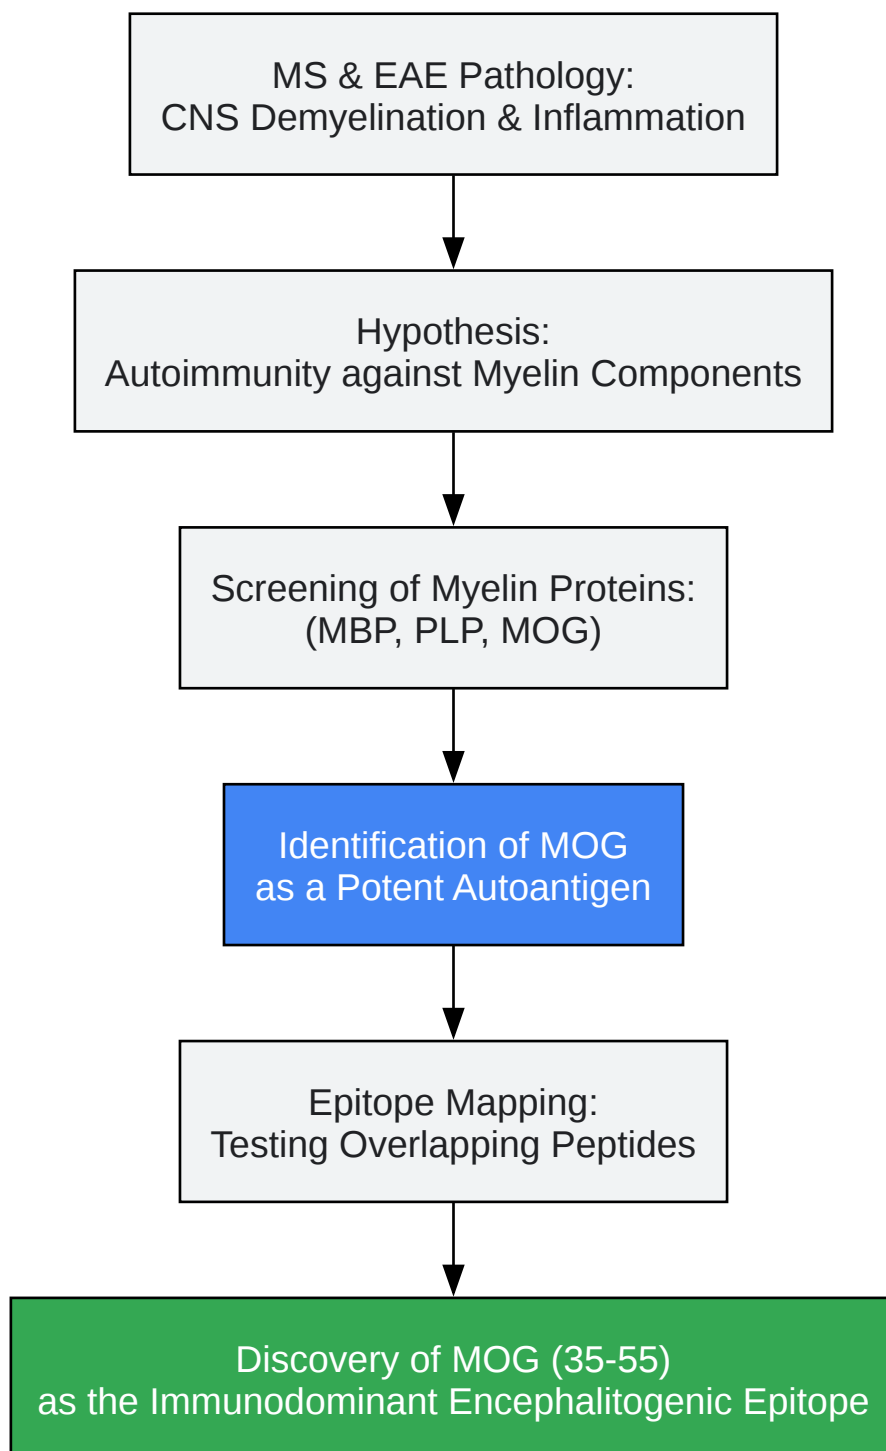 MS & EAE Pathology:
CNS Demyelination & Inflammation
Hypothesis:
Autoimmunity against Myelin Components
Screening of Myelin Proteins:
(MBP, PLP, MOG)
Identification of MOG
as a Potent Autoantigen
Epitope Mapping:
Testing Overlapping Peptides
Discovery of MOG (35-55)
as the Immunodominant Encephalitogenic Epitope